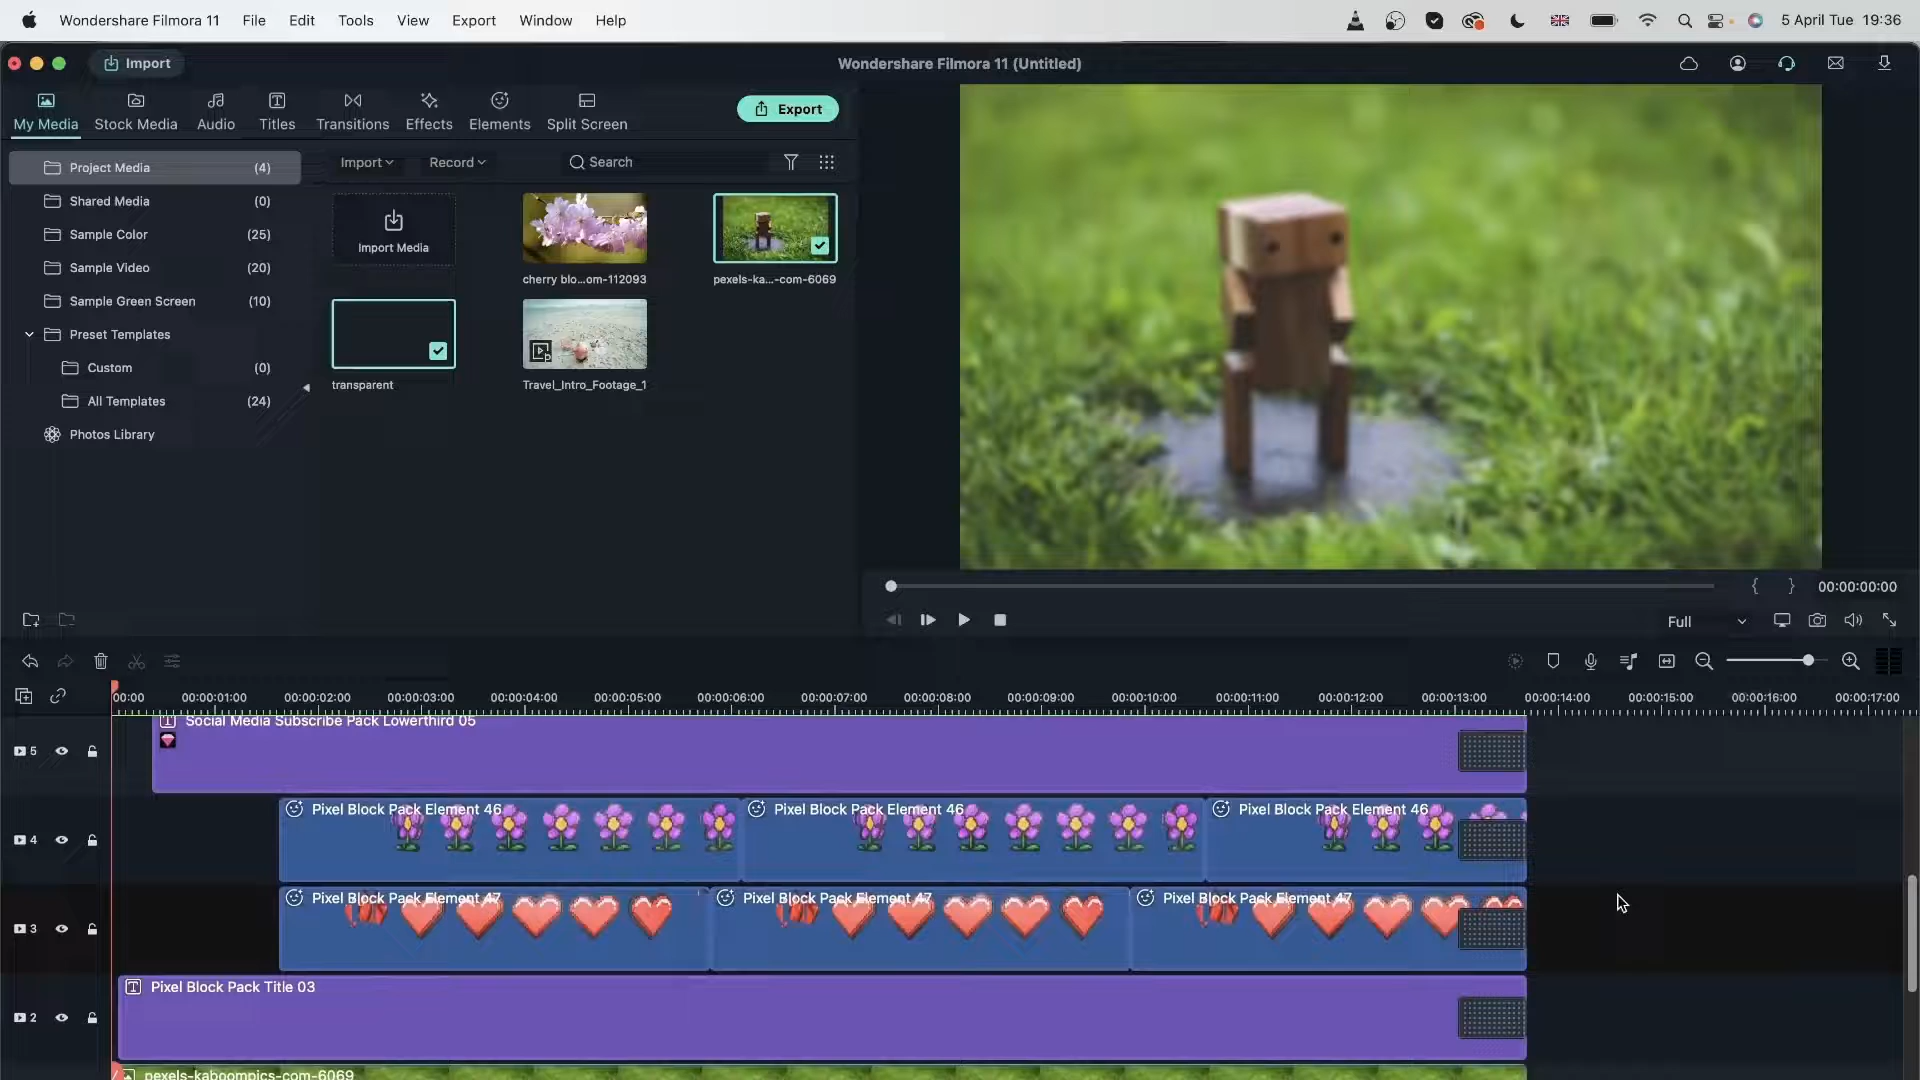 Wondershare Filmora 11 File Edit Tools View Export Window Help
5 April Tue 19:36
Import
Wondershare Filmora 11 (Untitled)
My Media Stock Media Audio Titles Transitions Effects Elements Split Screen
Export
Project Media (4)
Shared Media (0)
Sample Color (25)
Sample Video (20)
Sample Green Screen (10)
Preset Templates
Custom (0)
All Templates (24)
Photos Library
Import Record Search
Import Media
cherry blo...om-112093
pexels-ka...-com-6069
transparent
Travel_Intro_Footage_1
{ } 00:00:00:00
Full
00:00 00:00:01:00 00:00:02:00 00:00:03:00 00:00:04:00 00:00:05:00 00:00:06:00 00:00:07:00 00:00:08:00 00:00:09:00 00:00:10:00 00:00:11:00 00:00:12:00 00:00:13:00 00:00:14:00 00:00:15:00 00:00:16:00 00:00:17:00
Social Media Subscribe Pack Lowerthird 05
5
Pixel Block Pack Element 46 Pixel Block Pack Element 46 Pixel Block Pack Element 46
4
Pixel Block Pack Element 47 Pixel Block Pack Element 47 Pixel Block Pack Element 47
3
Pixel Block Pack Title 03
2
pexels-kaboompics-com-6069